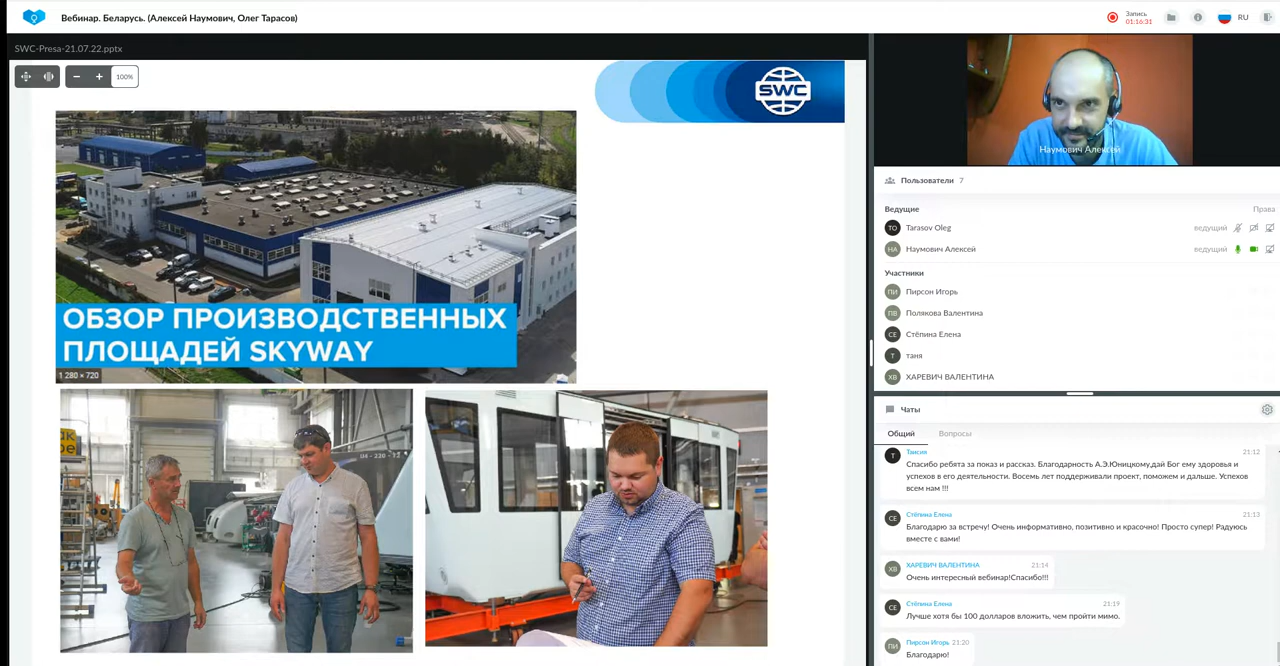 Вебинар. Беларусь. (Алексей Наумович, Олег Тарасов)
Запись
01:16:31
RU
SWC-Presa-21.07.22.pptx
100%
SWC
ОБЗОР ПРОИЗВОДСТВЕННЫХ
ПЛОЩАДЕЙ SKYWAY
1 280 × 720
Наумович Алексей
Пользователи 7
Ведущие
Права
TO Tarasov Oleg ведущий
НА Наумович Алексей ведущий
Участники
ПИ Пирсон Игорь
ПВ Полякова Валентина
СЕ Стёпина Елена
Т таня
ХВ ХАРЕВИЧ ВАЛЕНТИНА
Чаты
Общий Вопросы
Т Таисия 21:12
Спасибо ребята за показ и рассказ. Благодарность А.Э.Юницкому,дай Бог ему здоровья и
успехов в его деятельности. Восемь лет поддерживали проект, поможем и дальше. Успехов
всем нам !!!
СЕ Стёпина Елена 21:13
Благодарю за встречу! Очень информативно, позитивно и красочно! Просто супер! Радуюсь
вместе с вами!
ХВ ХАРЕВИЧ ВАЛЕНТИНА 21:14
Очень интересный вебинар!Спасибо!!!
СЕ Стёпина Елена 21:19
Лучше хотя бы 100 долларов вложить, чем пройти мимо.
ПИ Пирсон Игорь 21:20
Благодарю!